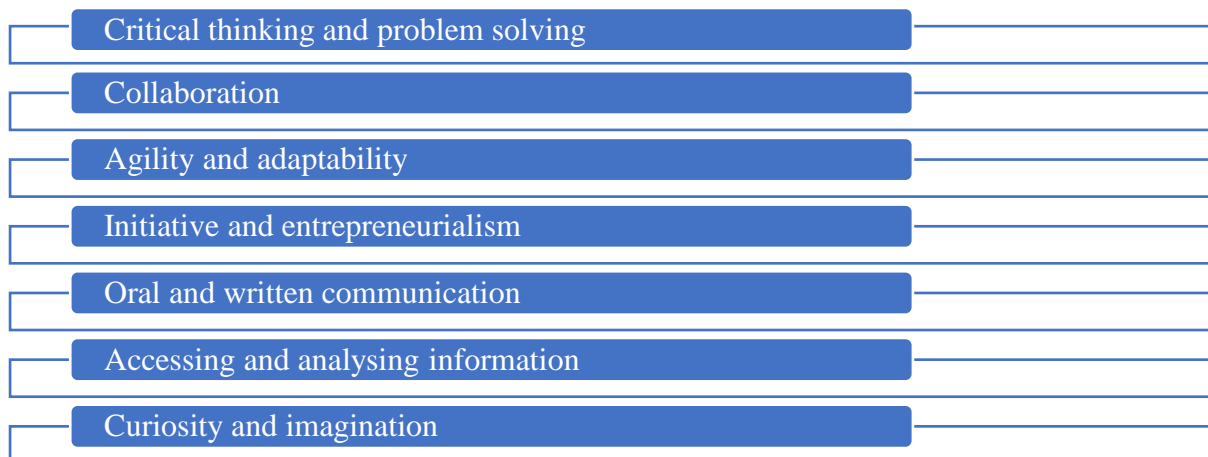 Critical thinking and problem solving
Collaboration
Agility and adaptability
Initiative and entrepreneurialism
Oral and written communication
Accessing and analysing information
Curiosity and imagination